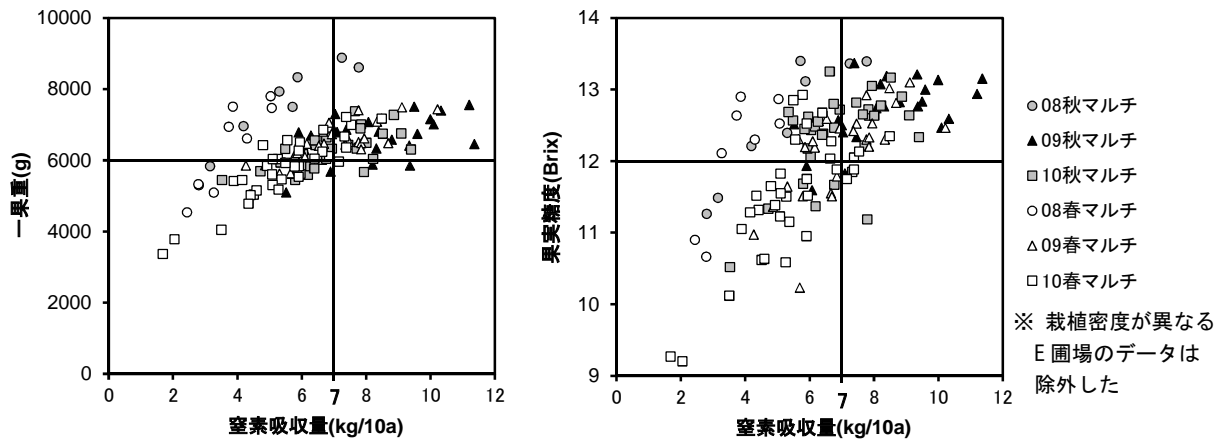 10000
8000
6000
4000
2000
0
一果重(g)
0
2
4
6
7
8
10
12
窒素吸収量(kg/10a)
14
13
12
11
10
9
果実糖度(Brix)
0
2
4
6
7
8
10
12
窒素吸収量(kg/10a)
08秋マルチ
09秋マルチ
10秋マルチ
08春マルチ
09春マルチ
10春マルチ
※ 栽植密度が異なる
E圃場のデータは
除外した